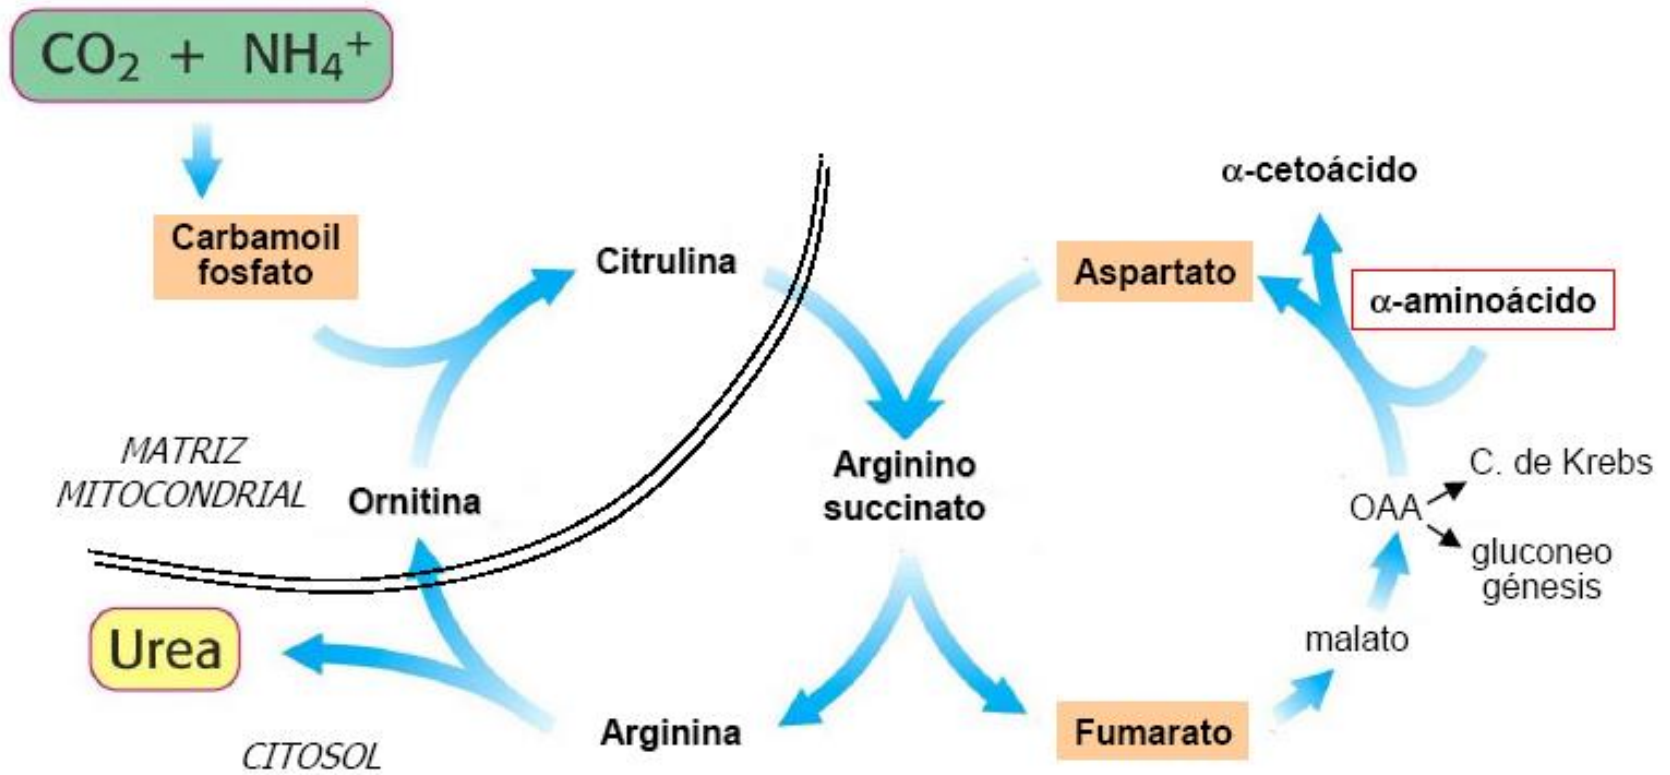 CO₂ + NH₄⁺
Carbamoil
fosfato
Citrulina
α-cetoácido
Aspartato
α-aminoácido
MATRIZ
MITOCONDRIAL
Ornitina
Arginino
succinato
OAA
C. de Krebs
gluconeo
génesis
malato
Urea
Arginina
Fumarato
CITOSOL